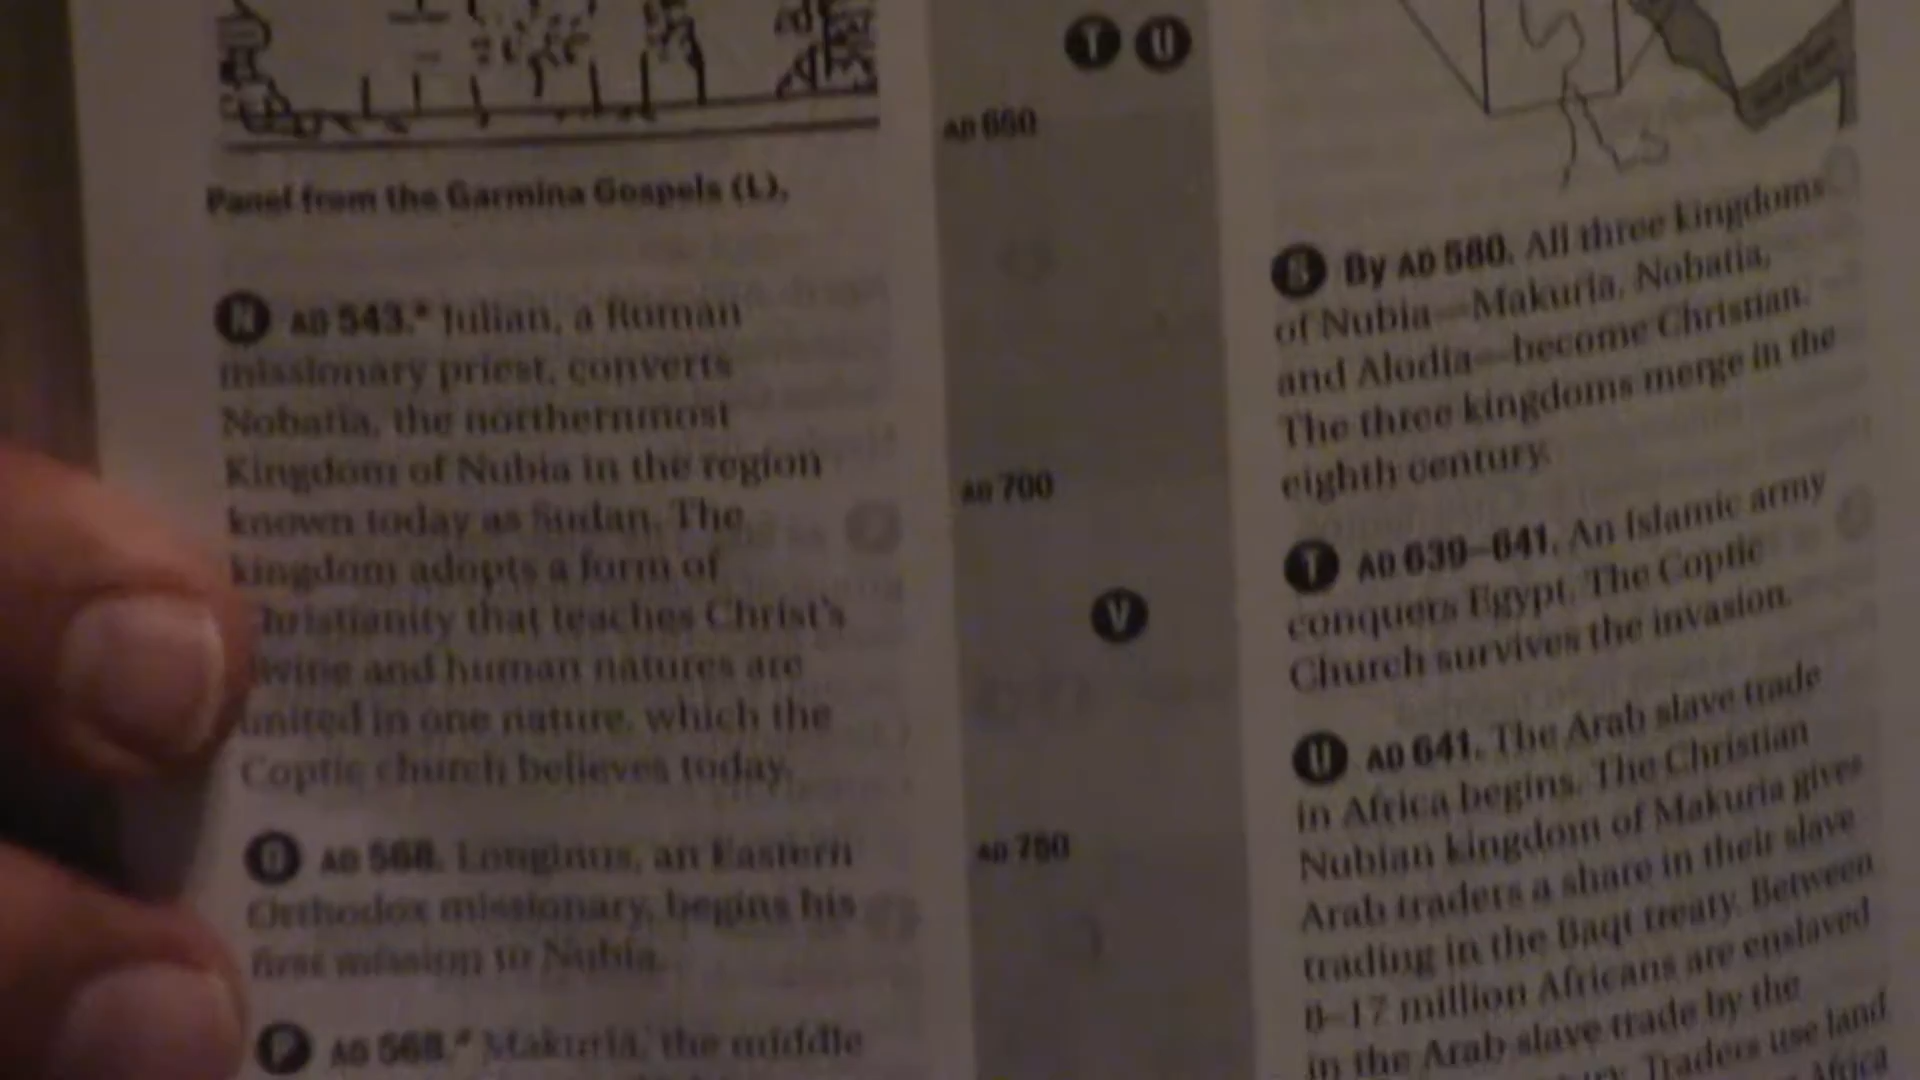 Panel from the Garmina Gospels (L),
N AD 543.* Julian, a Roman
missionary priest, converts
Nobatia, the northernmost
Kingdom of Nubia in the region
known today as Sudan. The
kingdom adopts a form of
Christianity that teaches Christ's
divine and human natures are
united in one nature, which the
Coptic church believes today.
O AD 568. Longinus, an Eastern
Orthodox missionary, begins his
first mission to Nubia.
P AD 568.* Makuria, the middle
T U
AD 650
AD 700
V
AD 750
S By AD 580. All three kingdoms
of Nubia—Makuria, Nobatia,
and Alodia—become Christian.
The three kingdoms merge in the
eighth century.
T AD 639–641. An Islamic army
conquers Egypt. The Coptic
Church survives the invasion.
U AD 641. The Arab slave trade
in Africa begins. The Christian
Nubian kingdom of Makuria gives
Arab traders a share in their slave
trading in the Baqt treaty. Between
8–17 million Africans are enslaved
in the Arab slave trade by the
Traders use land
Africa